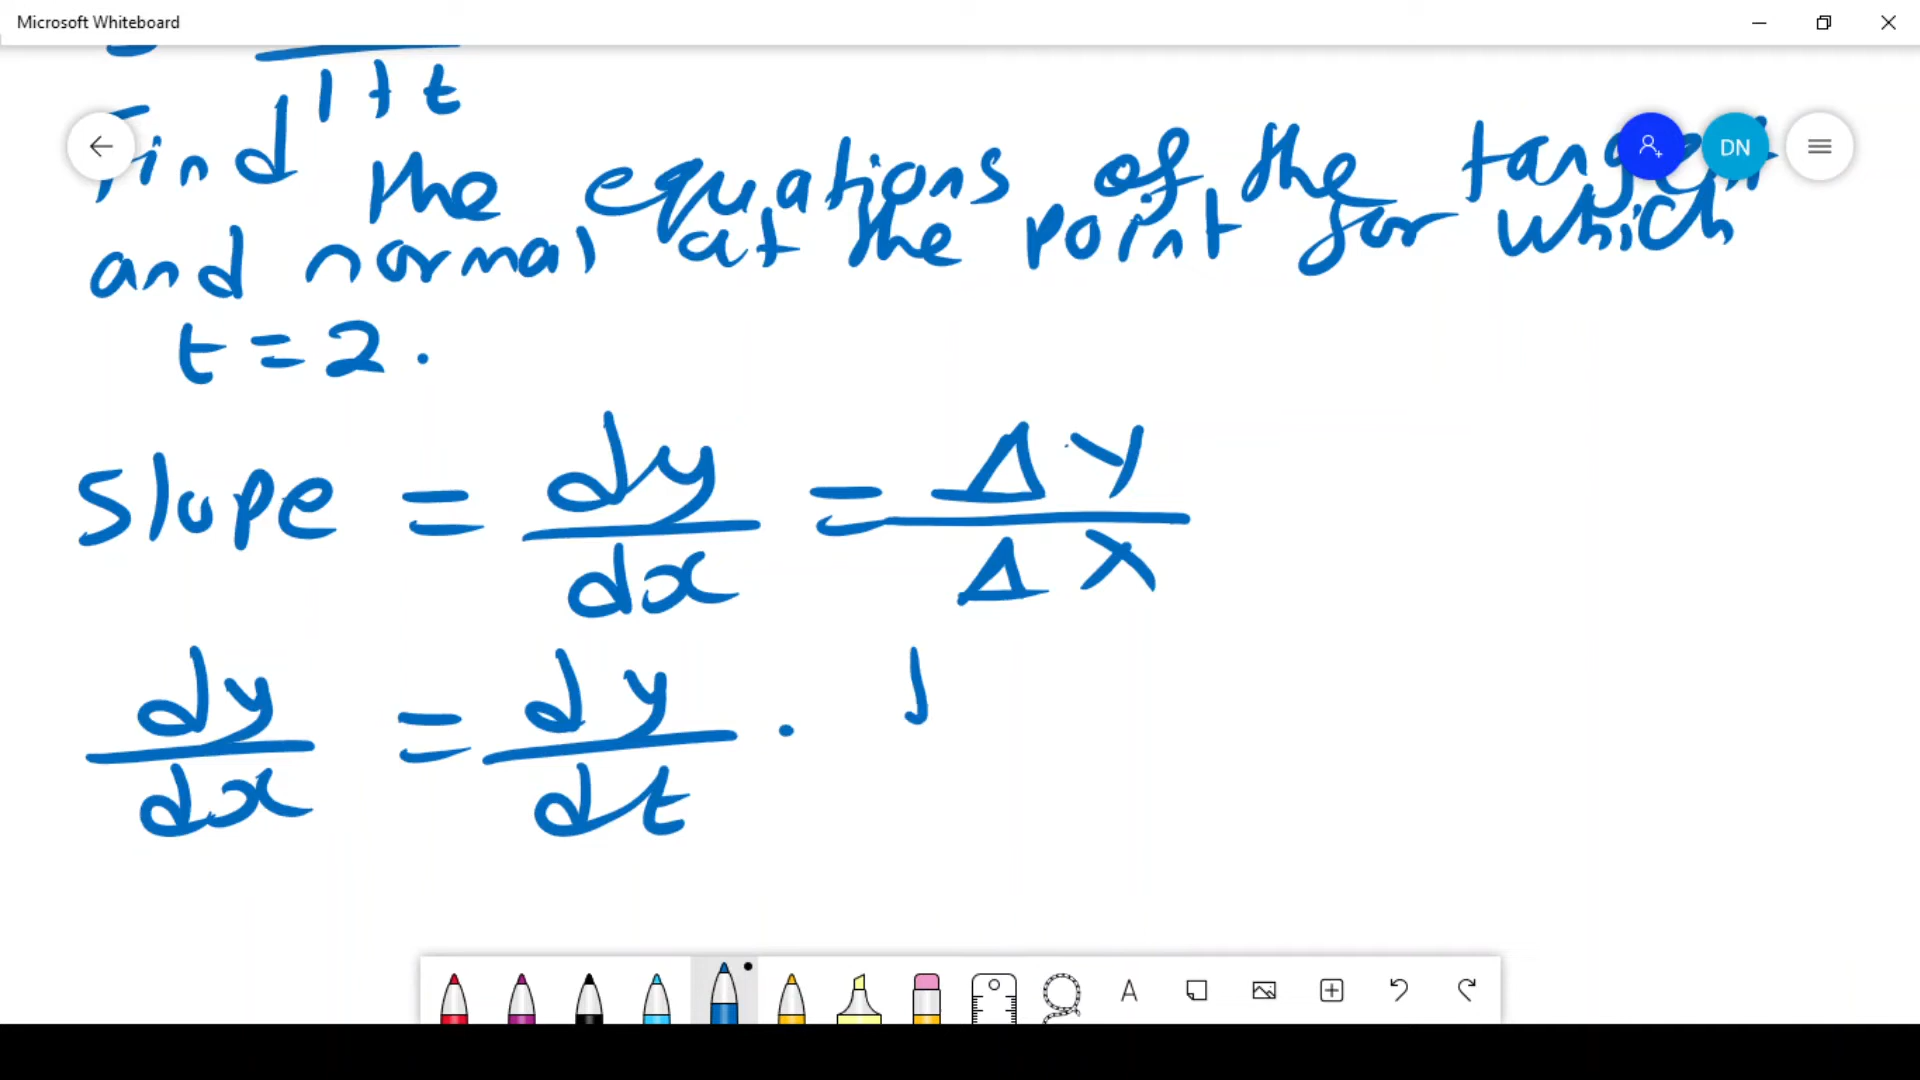 Microsoft Whiteboard
1+t
Find the equations of the
and normal at the point for which
t = 2 .
Slope = dy/dx = ΔY/ΔX
dy/dx = dy/dt .
DN
A